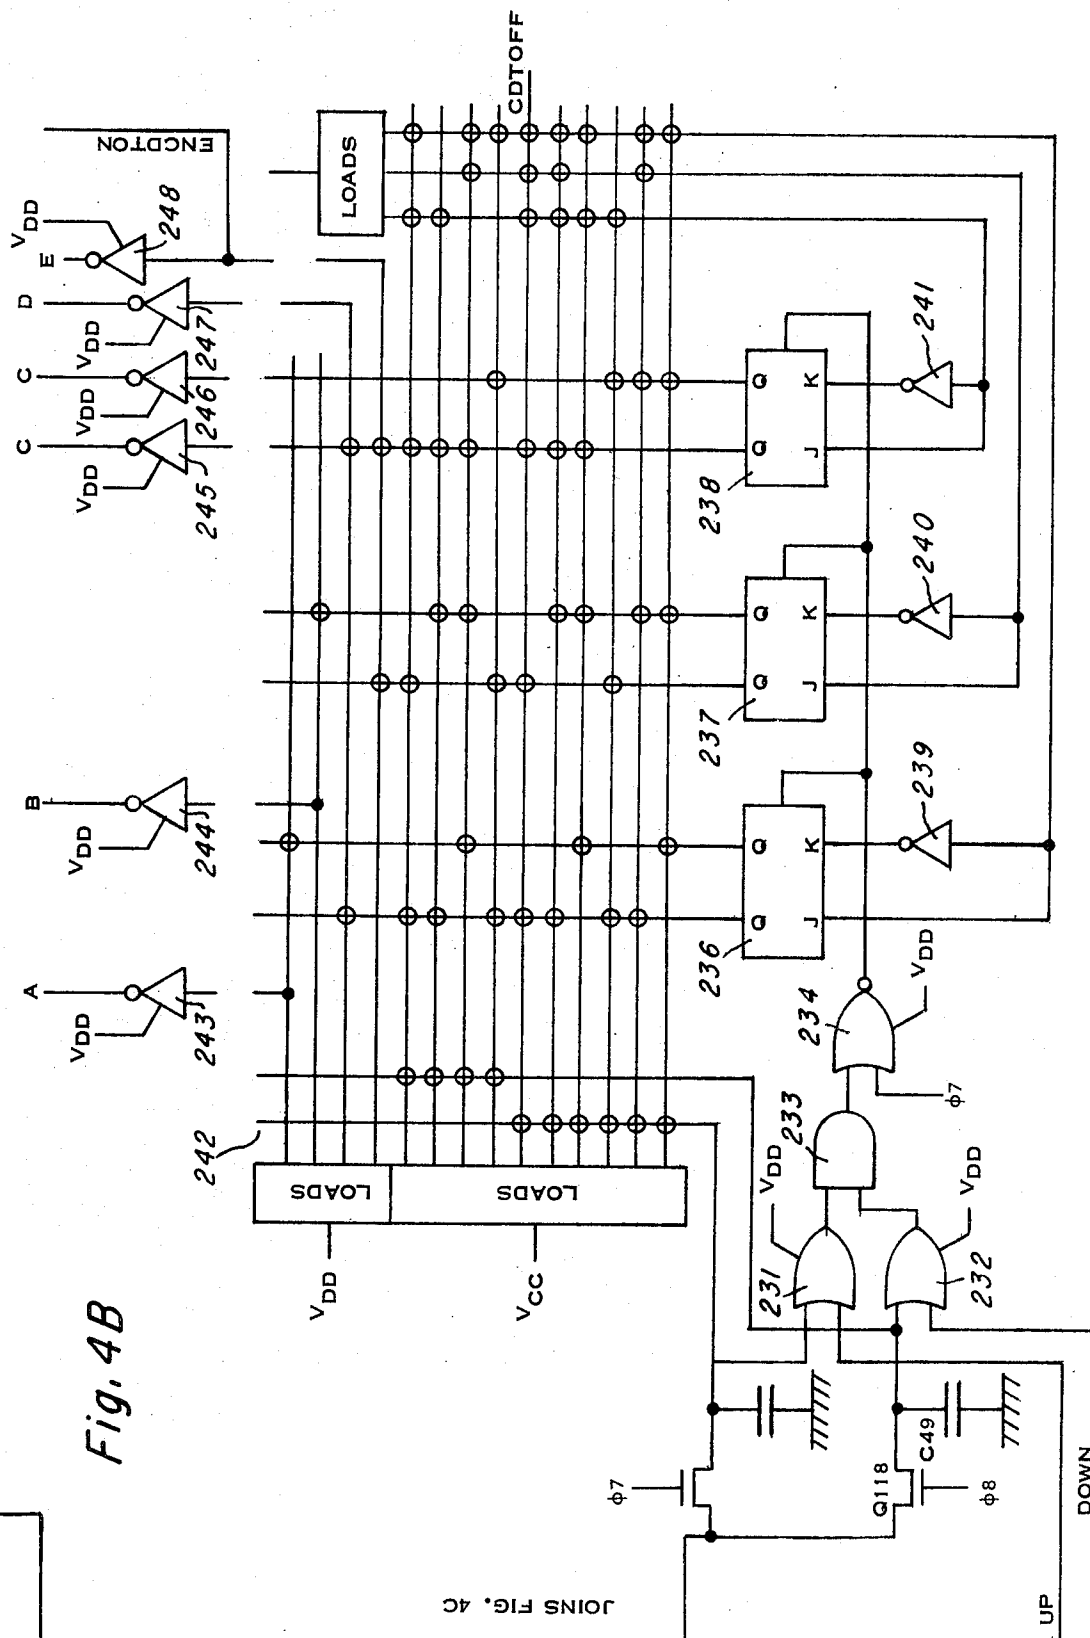 CDTOFF
ENCDTON
VDD
E
248
LOADS
D
VDD
247
C
VDD
246
C
VDD
245
241
Q
Q
K
J
238
240
Q
Q
K
J
237
B
VDD
244
239
Q
Q
K
J
236
A
VDD
243
VDD
234
φ7
233
242
LOADS
LOADS
VDD
VCC
VDD
VDD
231
232
Fig. 4B
φ7
Q118
C49
φ8
DOWN
UP
JOINS FIG. 4C